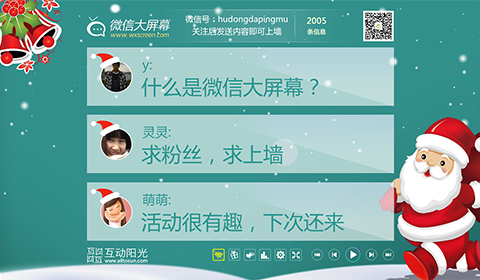 微信大屏幕
www.wxscreen.com
微信号：hudongdapingmu
关注后发送内容即可上墙
2005
条信息
y:
什么是微信大屏幕？
灵灵:
求粉丝，求上墙
萌萌:
活动很有趣，下次还来
互动阳光
www.alltosun.com